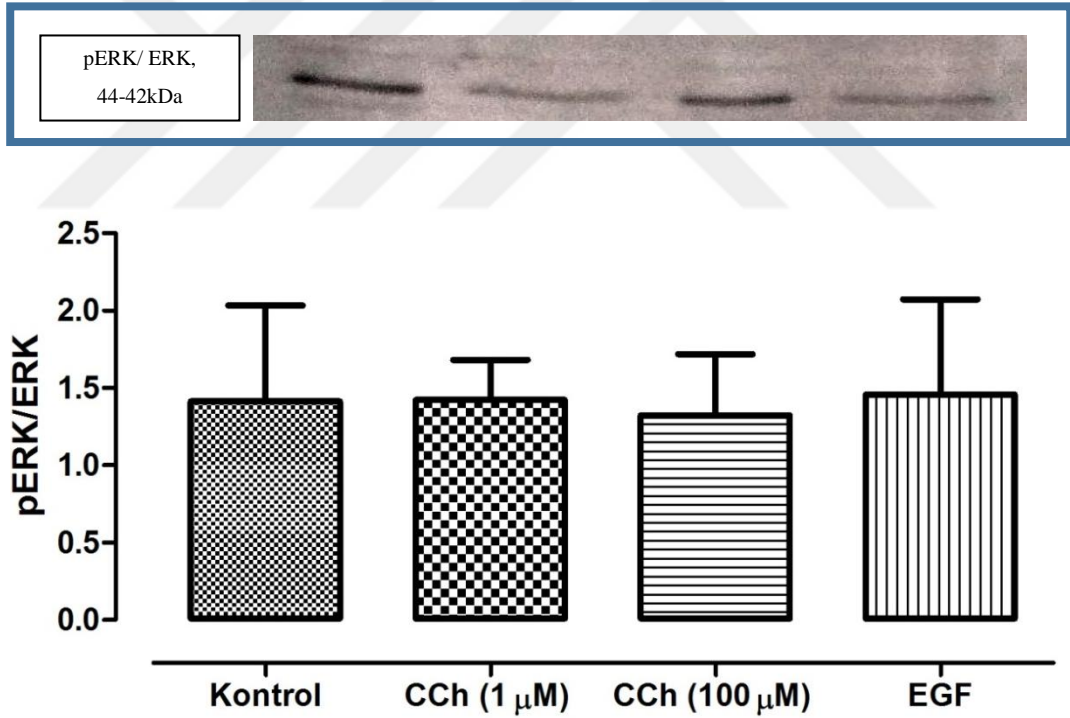 pERK/ ERK,
44-42kDa
2.5
2.0
1.5
1.0
0.5
0.0
pERK/ERK
Kontrol CCh (1 μM) CCh (100 μM) EGF